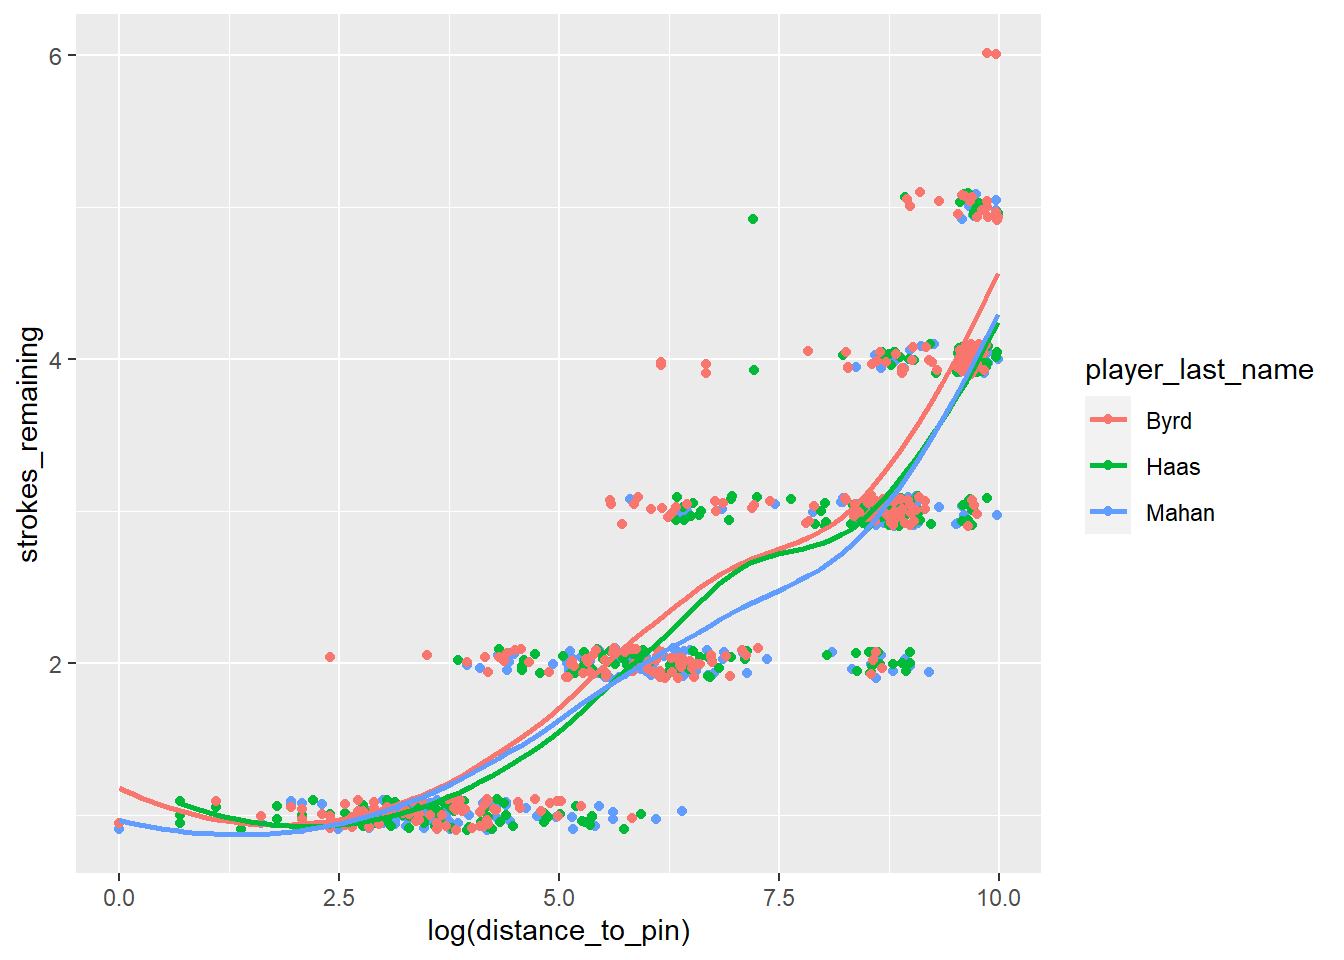 6
4
2
strokes_remaining
0.0 2.5 5.0 7.5 10.0
log(distance_to_pin)
player_last_name
Byrd
Haas
Mahan